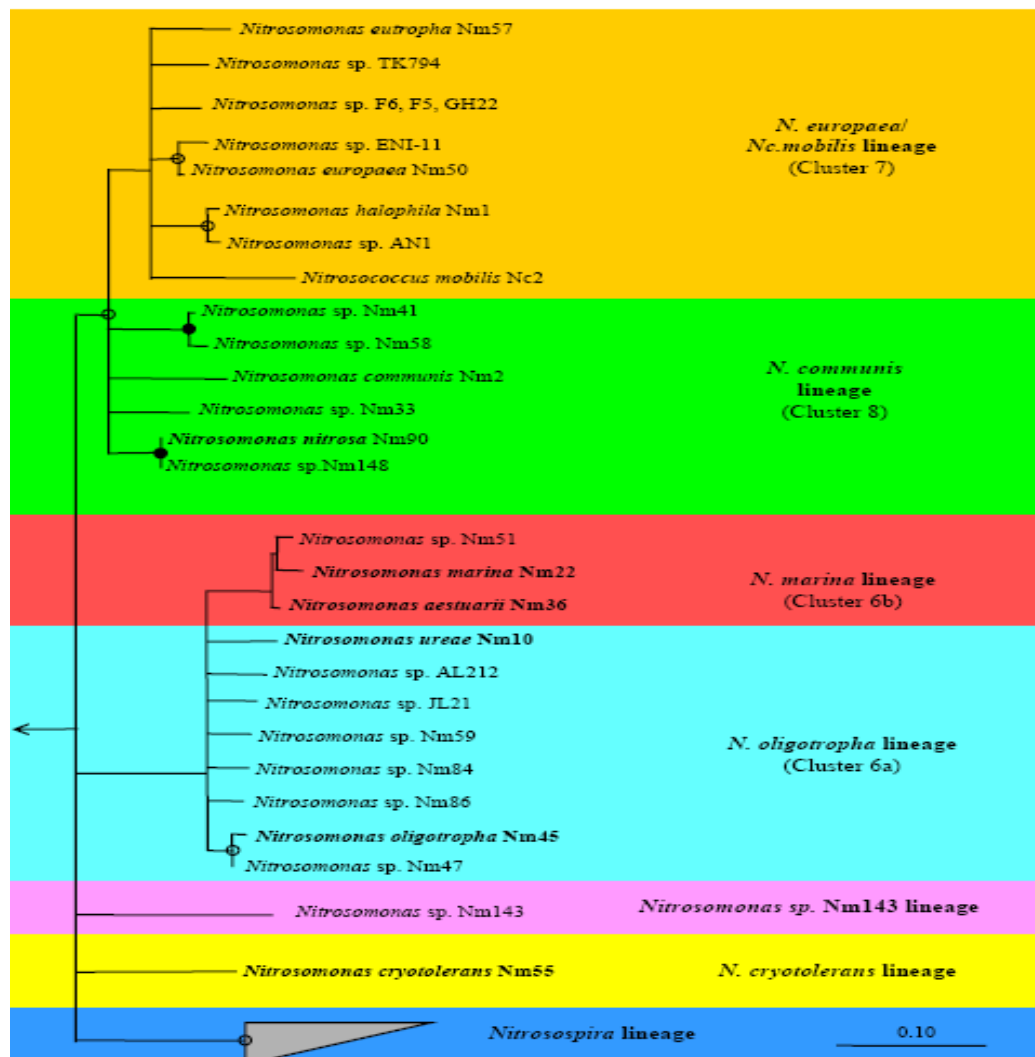 Nitrosomonas eutropha Nm57
Nitrosomonas sp. TK794
Nitrosomonas sp. F6, F5, GH22
N. europaea/
Nc.mobilis lineage
(Cluster 7)
Nitrosomonas sp. ENI-11
Nitrosomonas europaea Nm50
Nitrosomonas halophila Nm1
Nitrosomonas sp. AN1
Nitrosococcus mobilis Nc2
Nitrosomonas sp. Nm41
Nitrosomonas sp. Nm58
Nitrosomonas communis Nm2
Nitrosomonas sp. Nm33
Nitrosomonas nitrosa Nm90
Nitrosomonas sp.Nm148
N. communis
lineage
(Cluster 8)
Nitrosomonas sp. Nm51
Nitrosomonas marina Nm22
Nitrosomonas aestuarii Nm36
N. marina lineage
(Cluster 6b)
Nitrosomonas ureae Nm10
Nitrosomonas sp. AL212
Nitrosomonas sp. JL21
Nitrosomonas sp. Nm59
Nitrosomonas sp. Nm84
Nitrosomonas sp. Nm86
Nitrosomonas oligotropha Nm45
Nitrosomonas sp. Nm47
N. oligotropha lineage
(Cluster 6a)
Nitrosomonas sp. Nm143
Nitrosomonas sp. Nm143 lineage
Nitrosomonas cryotolerans Nm55
N. cryotolerans lineage
Nitrosospira lineage
0.10